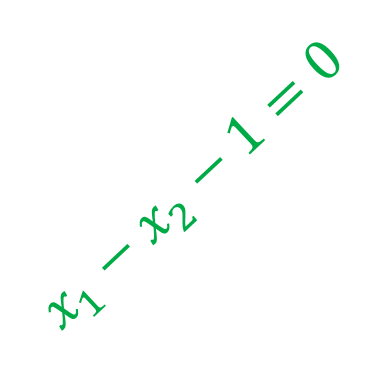 x₁ − x₂ − 1 = 0